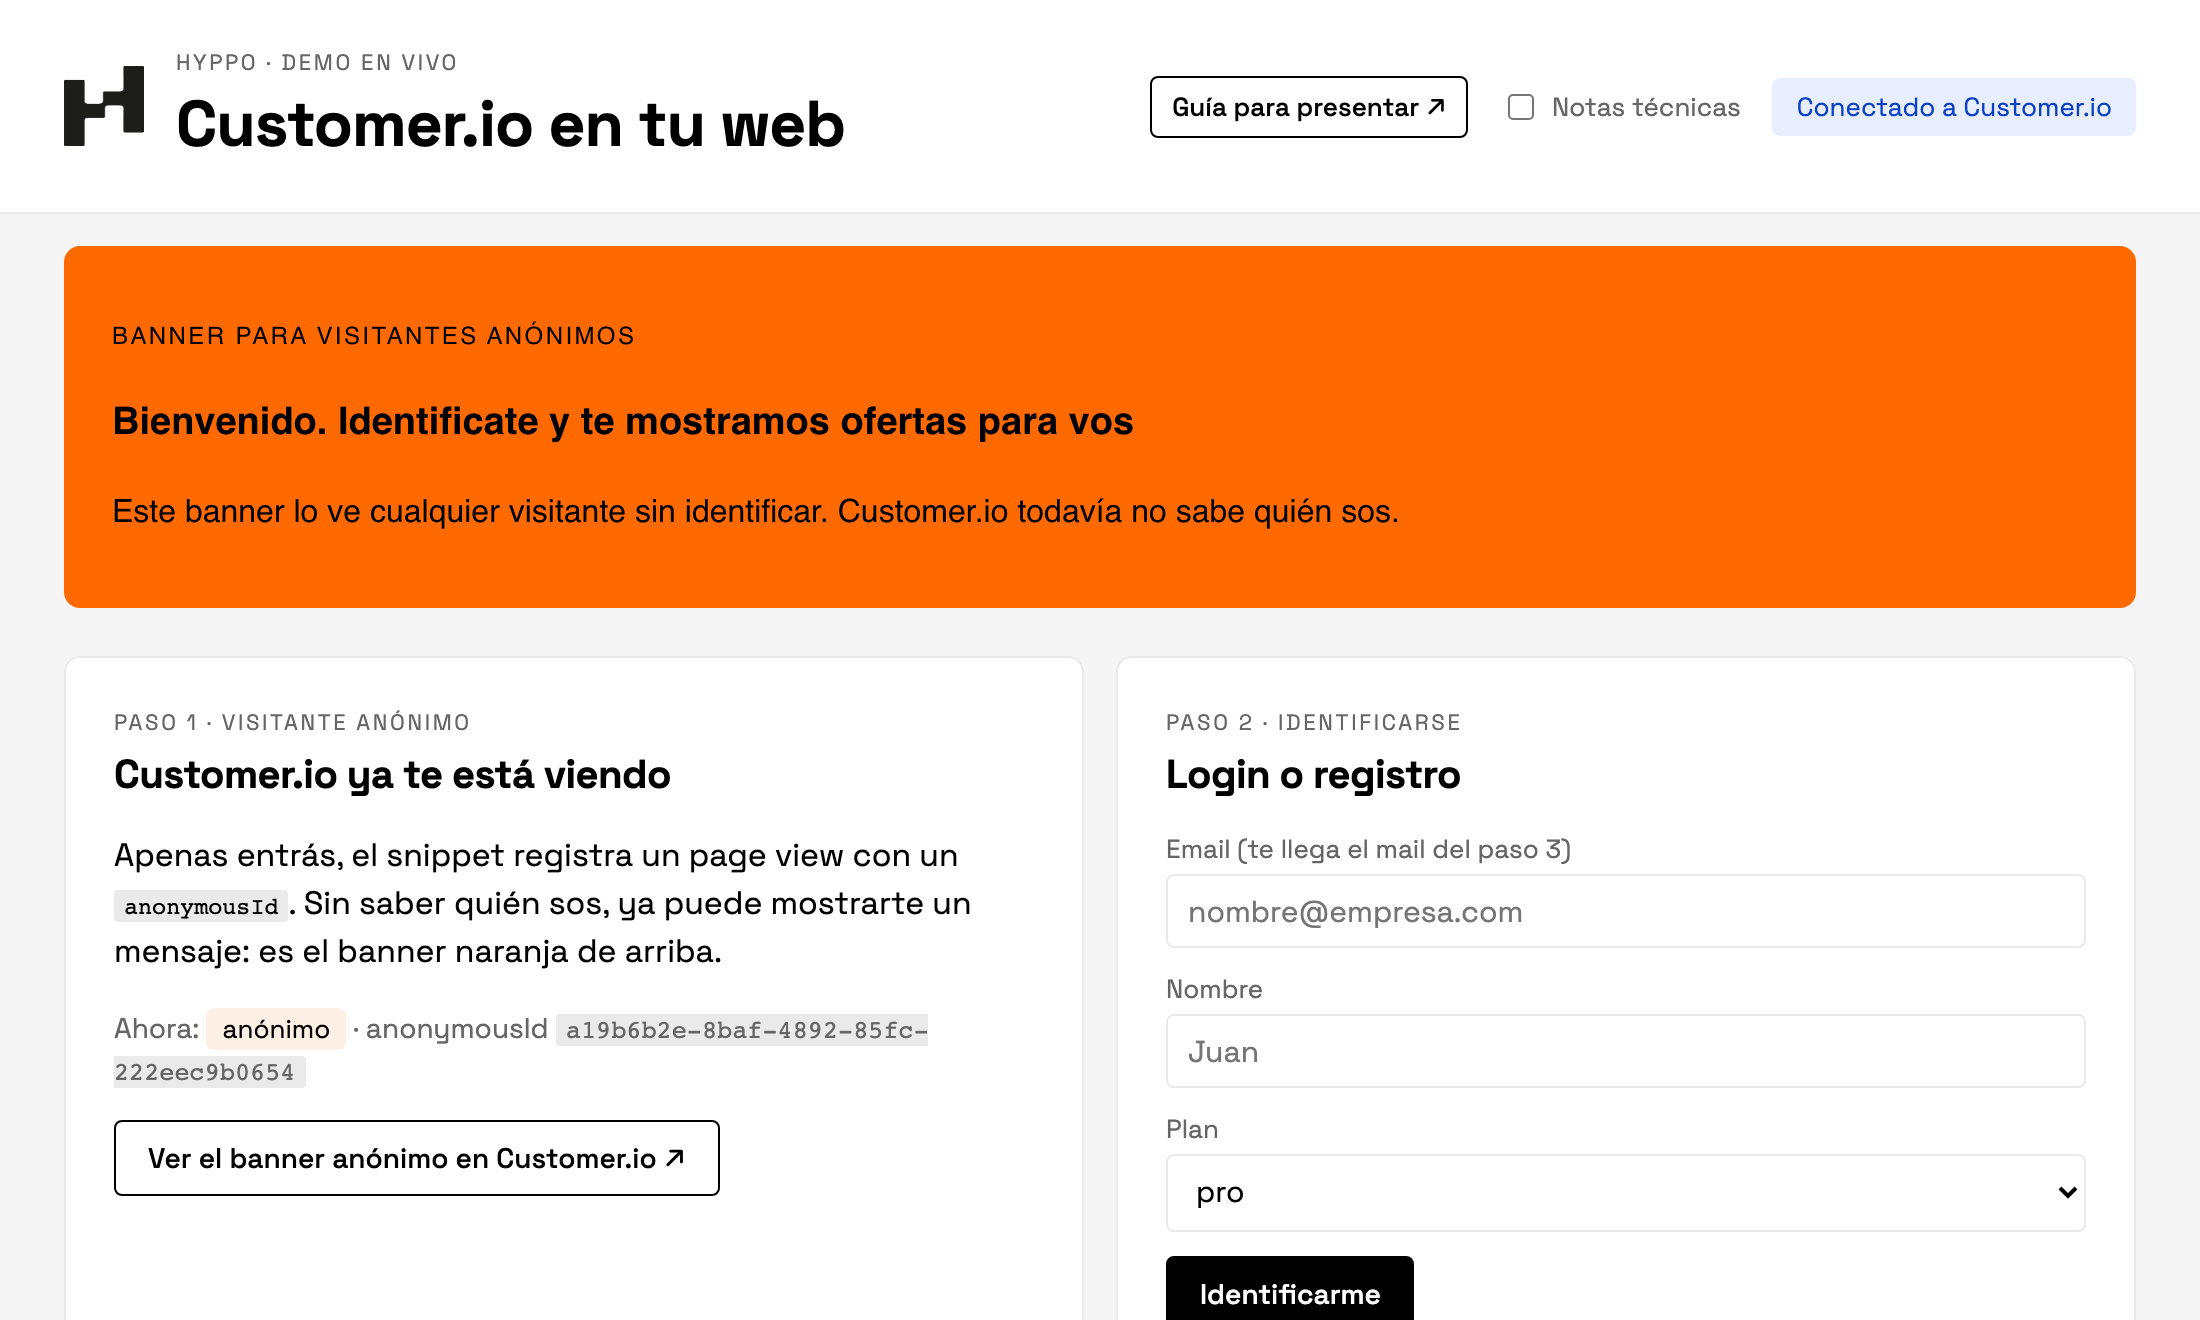 HYPPO · DEMO EN VIVO
Customer.io en tu web
Guía para presentar ↗
Notas técnicas
Conectado a Customer.io
BANNER PARA VISITANTES ANÓNIMOS
Bienvenido. Identificate y te mostramos ofertas para vos
Este banner lo ve cualquier visitante sin identificar. Customer.io todavía no sabe quién sos.
PASO 1 · VISITANTE ANÓNIMO
Customer.io ya te está viendo
Apenas entrás, el snippet registra un page view con un
anonymousId. Sin saber quién sos, ya puede mostrarte un
mensaje: es el banner naranja de arriba.
Ahora: anónimo · anonymousId a19b6b2e-8baf-4892-85fc-
222eec9b0654
Ver el banner anónimo en Customer.io ↗
PASO 2 · IDENTIFICARSE
Login o registro
Email (te llega el mail del paso 3)
nombre@empresa.com
Nombre
Juan
Plan
pro
Identificarme